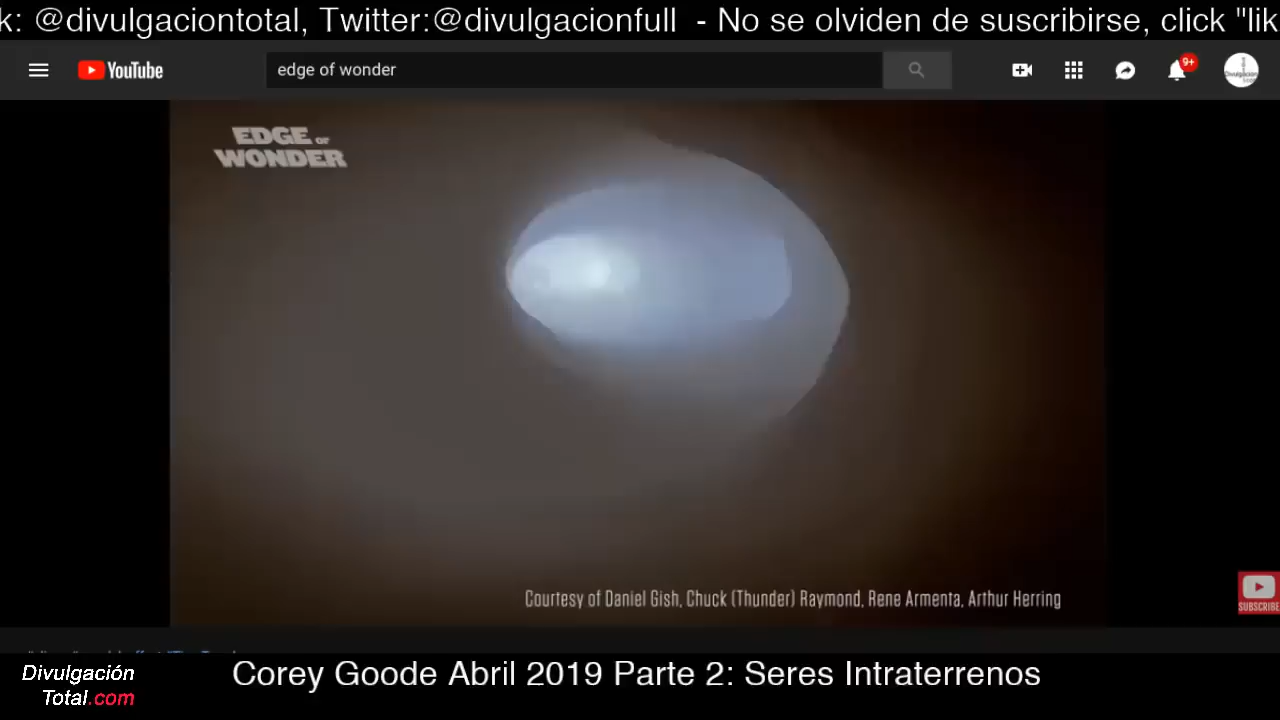 k: @divulgaciontotal, Twitter:@divulgacionfull - No se olviden de suscribirse, click "lik
YouTube
edge of wonder
9+
EDGE OF
WONDER
Courtesy of Daniel Gish, Chuck (Thunder) Raymond, Rene Armenta, Arthur Herring
SUBSCRIBE
Divulgación
Total.com
Corey Goode Abril 2019 Parte 2: Seres Intraterrenos